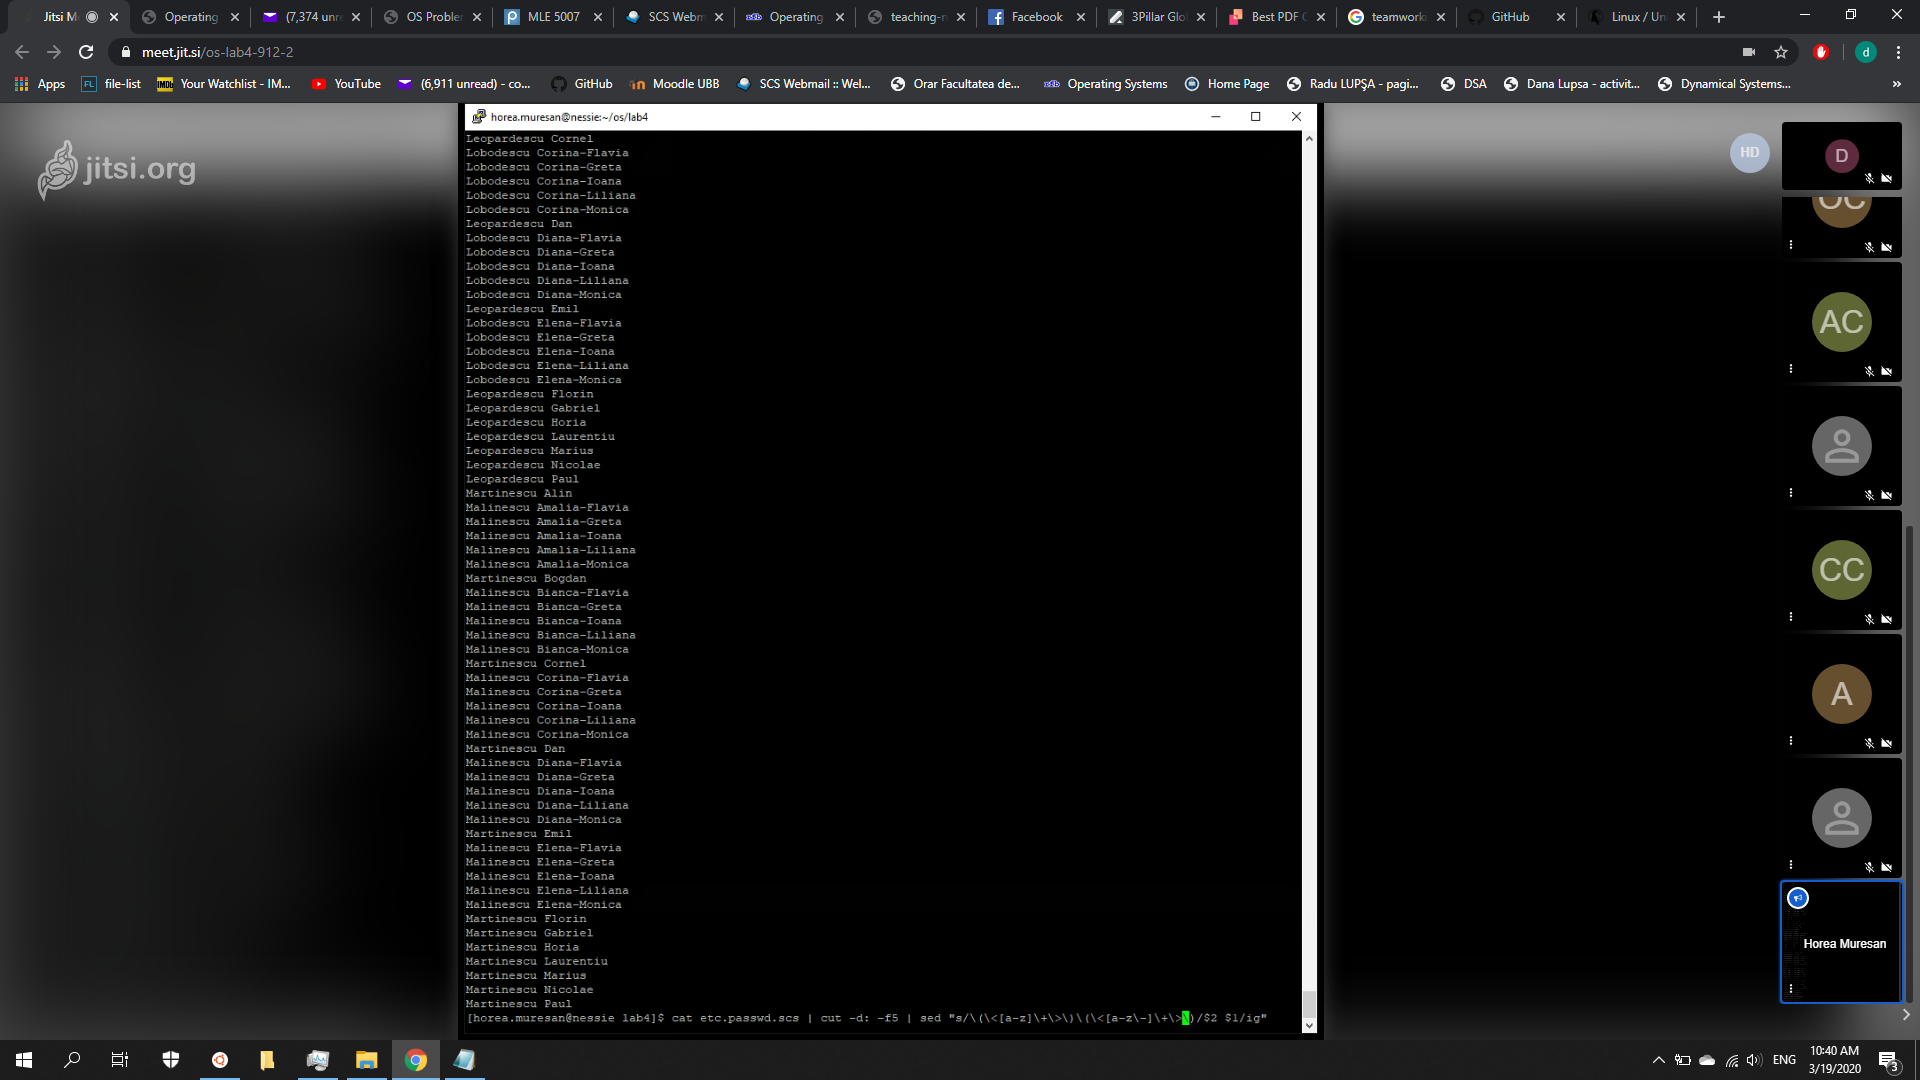 Jitsi M
Operating
(7,374 unr
OS Proble
MLE 5007
SCS Webm
Operating
teaching-n
Facebook
3Pillar Glo
Best PDF C
teamwork
GitHub
Linux / Un
meet.jit.si/os-lab4-912-2
d
Apps
FL
file-list
IMDb
Your Watchlist - IM...
YouTube
(6,911 unread) - co...
GitHub
Moodle UBB
SCS Webmail :: Wel...
Orar Facultatea de...
sdb
Operating Systems
Home Page
Radu LUPŞA - pagi...
DSA
Dana Lupsa - activit...
Dynamical Systems...
»
horea.muresan@nessie:~/os/lab4
jitsi.org
Leopardescu Cornel
Lobodescu Corina-Flavia
Lobodescu Corina-Greta
Lobodescu Corina-Ioana
Lobodescu Corina-Liliana
Lobodescu Corina-Monica
Leopardescu Dan
Lobodescu Diana-Flavia
Lobodescu Diana-Greta
Lobodescu Diana-Ioana
Lobodescu Diana-Liliana
Lobodescu Diana-Monica
Leopardescu Emil
Lobodescu Elena-Flavia
Lobodescu Elena-Greta
Lobodescu Elena-Ioana
Lobodescu Elena-Liliana
Lobodescu Elena-Monica
Leopardescu Florin
Leopardescu Gabriel
Leopardescu Horia
Leopardescu Laurentiu
Leopardescu Marius
Leopardescu Nicolae
Leopardescu Paul
Martinescu Alin
Malinescu Amalia-Flavia
Malinescu Amalia-Greta
Malinescu Amalia-Ioana
Malinescu Amalia-Liliana
Malinescu Amalia-Monica
Martinescu Bogdan
Malinescu Bianca-Flavia
Malinescu Bianca-Greta
Malinescu Bianca-Ioana
Malinescu Bianca-Liliana
Malinescu Bianca-Monica
Martinescu Cornel
Malinescu Corina-Flavia
Malinescu Corina-Greta
Malinescu Corina-Ioana
Malinescu Corina-Liliana
Malinescu Corina-Monica
Martinescu Dan
Malinescu Diana-Flavia
Malinescu Diana-Greta
Malinescu Diana-Ioana
Malinescu Diana-Liliana
Malinescu Diana-Monica
Martinescu Emil
Malinescu Elena-Flavia
Malinescu Elena-Greta
Malinescu Elena-Ioana
Malinescu Elena-Liliana
Malinescu Elena-Monica
Martinescu Florin
Martinescu Gabriel
Martinescu Horia
Martinescu Laurentiu
Martinescu Marius
Martinescu Nicolae
Martinescu Paul
[horea.muresan@nessie lab4]$ cat etc.passwd.scs | cut -d: -f5 | sed "s/\(\<[a-z]\+\>\)\(\<[a-z\-]\+\>\)/$2 $1/ig"
HD
D
OC
AC
CC
A
Horea Muresan
ENG
10:40 AM
3/19/2020
3